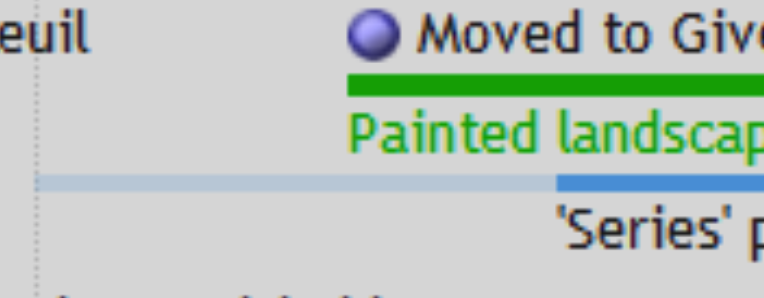 euil
Moved to Give
Painted landscap
'Series' p